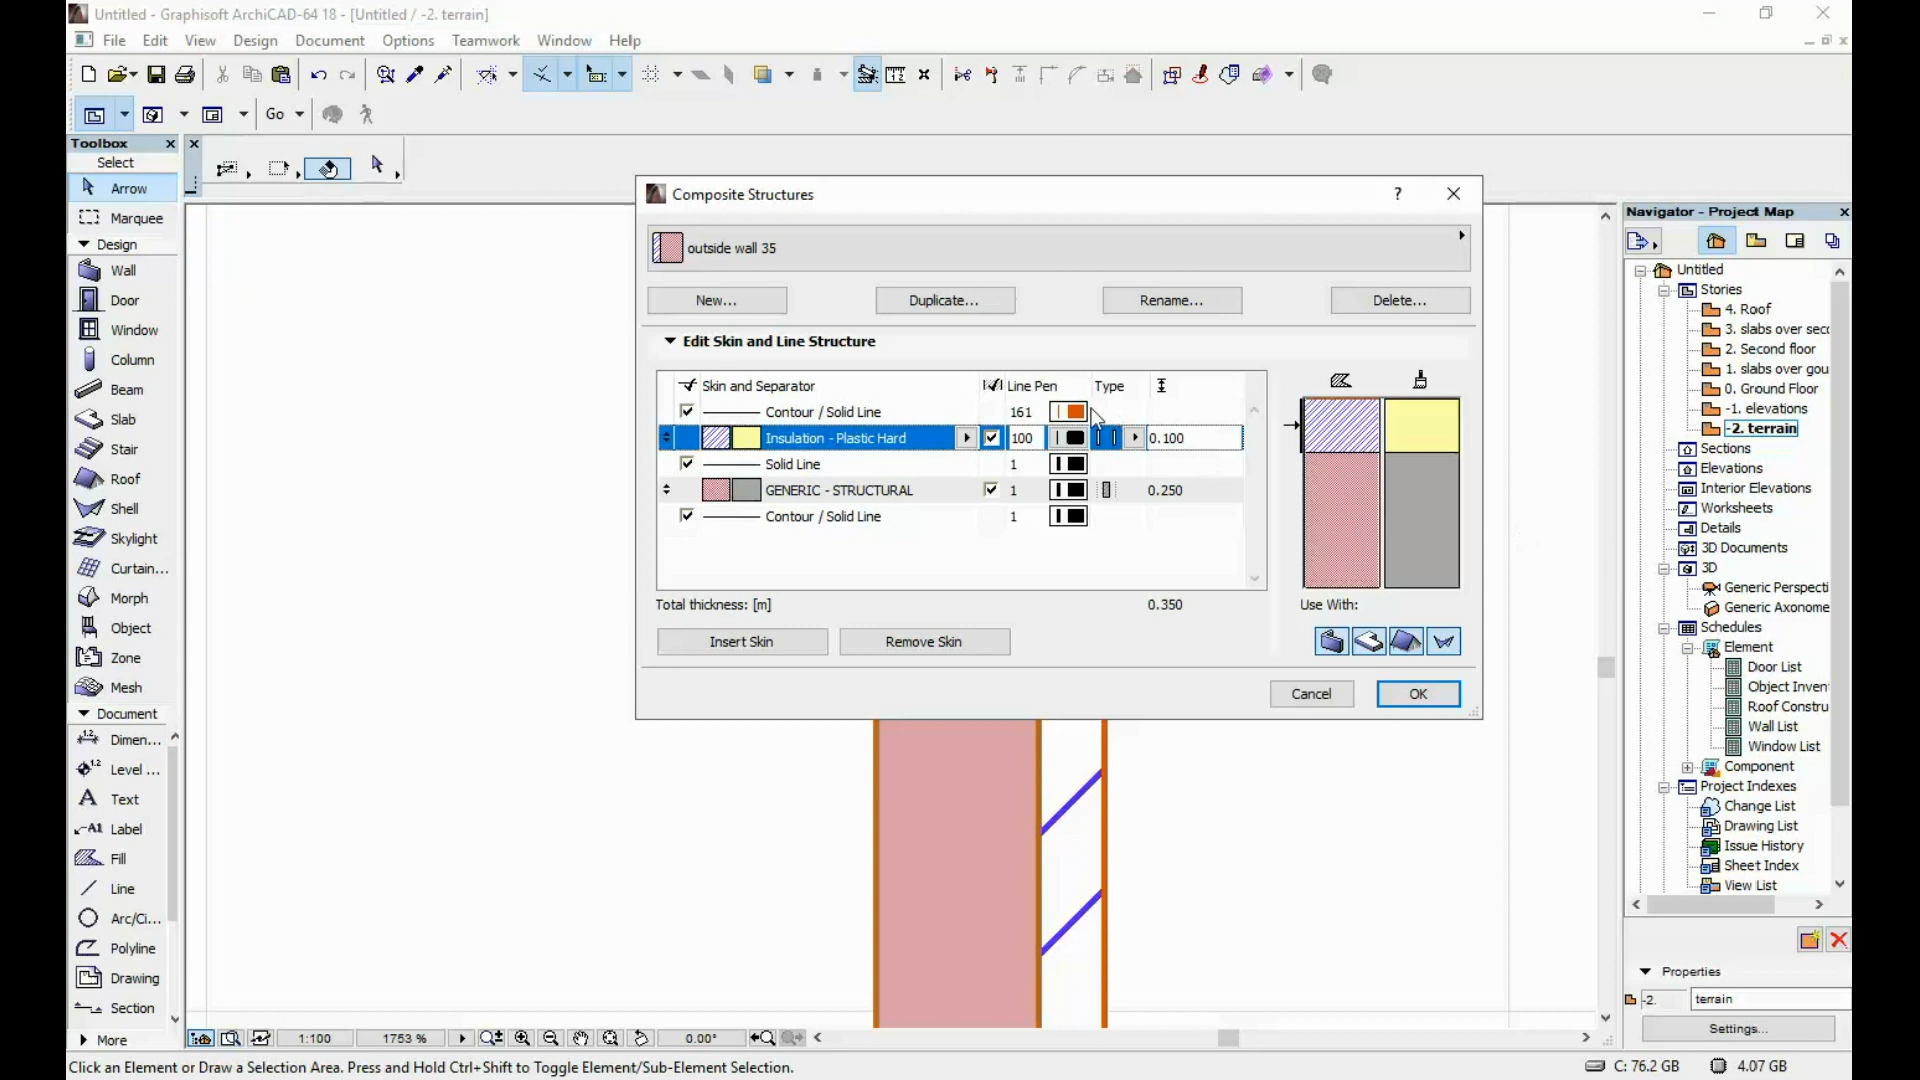 Untitled - Graphisoft ArchiCAD-64 18 - [Untitled / -2. terrain]
File Edit View Design Document Options Teamwork Window Help
Go
Toolbox
Select
Arrow
Marquee
Design
Wall
Door
Window
Column
Beam
Slab
Stair
Roof
Shell
Skylight
Curtain...
Morph
Object
Zone
Mesh
Document
Dimen...
Level ...
Text
Label
Fill
Line
Arc/Ci...
Polyline
Drawing
Section
More
Composite Structures
?
outside wall 35
New... Duplicate... Rename... Delete...
Edit Skin and Line Structure
Skin and Separator Line Pen Type
Contour / Solid Line 161
Insulation - Plastic Hard 100 0.100
Solid Line 1
GENERIC - STRUCTURAL 1 0.250
Contour / Solid Line 1
Total thickness: [m] 0.350
Use With:
Insert Skin Remove Skin
Cancel OK
Navigator - Project Map
Untitled
Stories
4. Roof
3. slabs over secc
2. Second floor
1. slabs over gou
0. Ground Floor
-1. elevations
-2. terrain
Sections
Elevations
Interior Elevations
Worksheets
Details
3D Documents
3D
Generic Perspecti
Generic Axonome
Schedules
Element
Door List
Object Inven
Roof Constru
Wall List
Window List
Component
Project Indexes
Change List
Drawing List
Issue History
Sheet Index
View List
Properties
-2. terrain
Settings...
1:100 1753 % 0.00°
Click an Element or Draw a Selection Area. Press and Hold Ctrl+Shift to Toggle Element/Sub-Element Selection.
C: 76.2 GB 4.07 GB